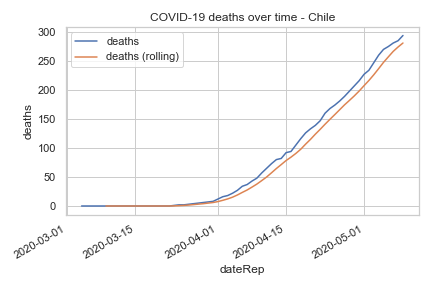 COVID-19 deaths over time - Chile
deaths
deaths (rolling)
300
250
200
150
100
50
0
deaths
2020-03-01
2020-03-15
2020-04-01
2020-04-15
2020-05-01
dateRep